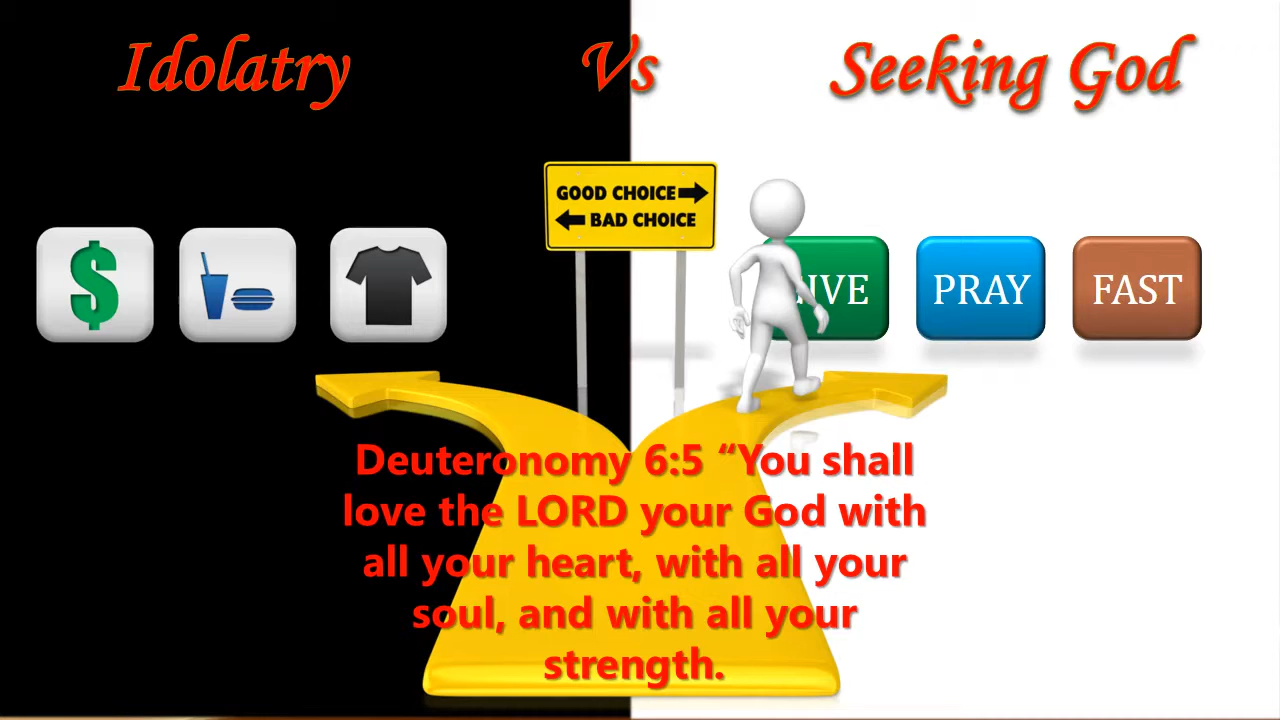 Idolatry Vs Seeking God
GOOD CHOICE
BAD CHOICE
$
PRAY
FAST
Deuteronomy 6:5 “You shall
love the LORD your God with
all your heart, with all your
soul, and with all your
strength.